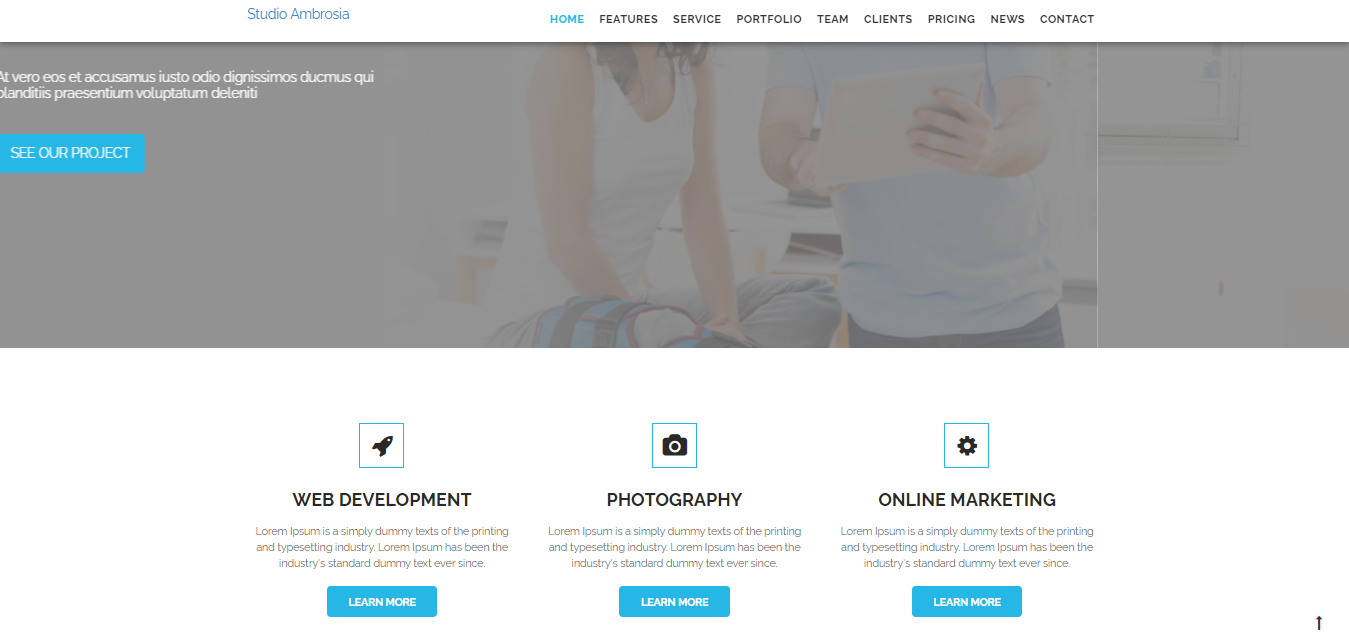 Studio Ambrosia
HOME FEATURES SERVICE PORTFOLIO TEAM CLIENTS PRICING NEWS CONTACT
At vero eos et accusamus iusto odio dignissimos ducmus qui
blanditiis praesentium voluptatum deleniti
SEE OUR PROJECT
WEB DEVELOPMENT
Lorem Ipsum is a simply dummy texts of the printing
and typesetting industry. Lorem Ipsum has been the
industry's standard dummy text ever since.
LEARN MORE
PHOTOGRAPHY
Lorem Ipsum is a simply dummy texts of the printing
and typesetting industry. Lorem Ipsum has been the
industry's standard dummy text ever since.
LEARN MORE
ONLINE MARKETING
Lorem Ipsum is a simply dummy texts of the printing
and typesetting industry. Lorem Ipsum has been the
industry's standard dummy text ever since.
LEARN MORE